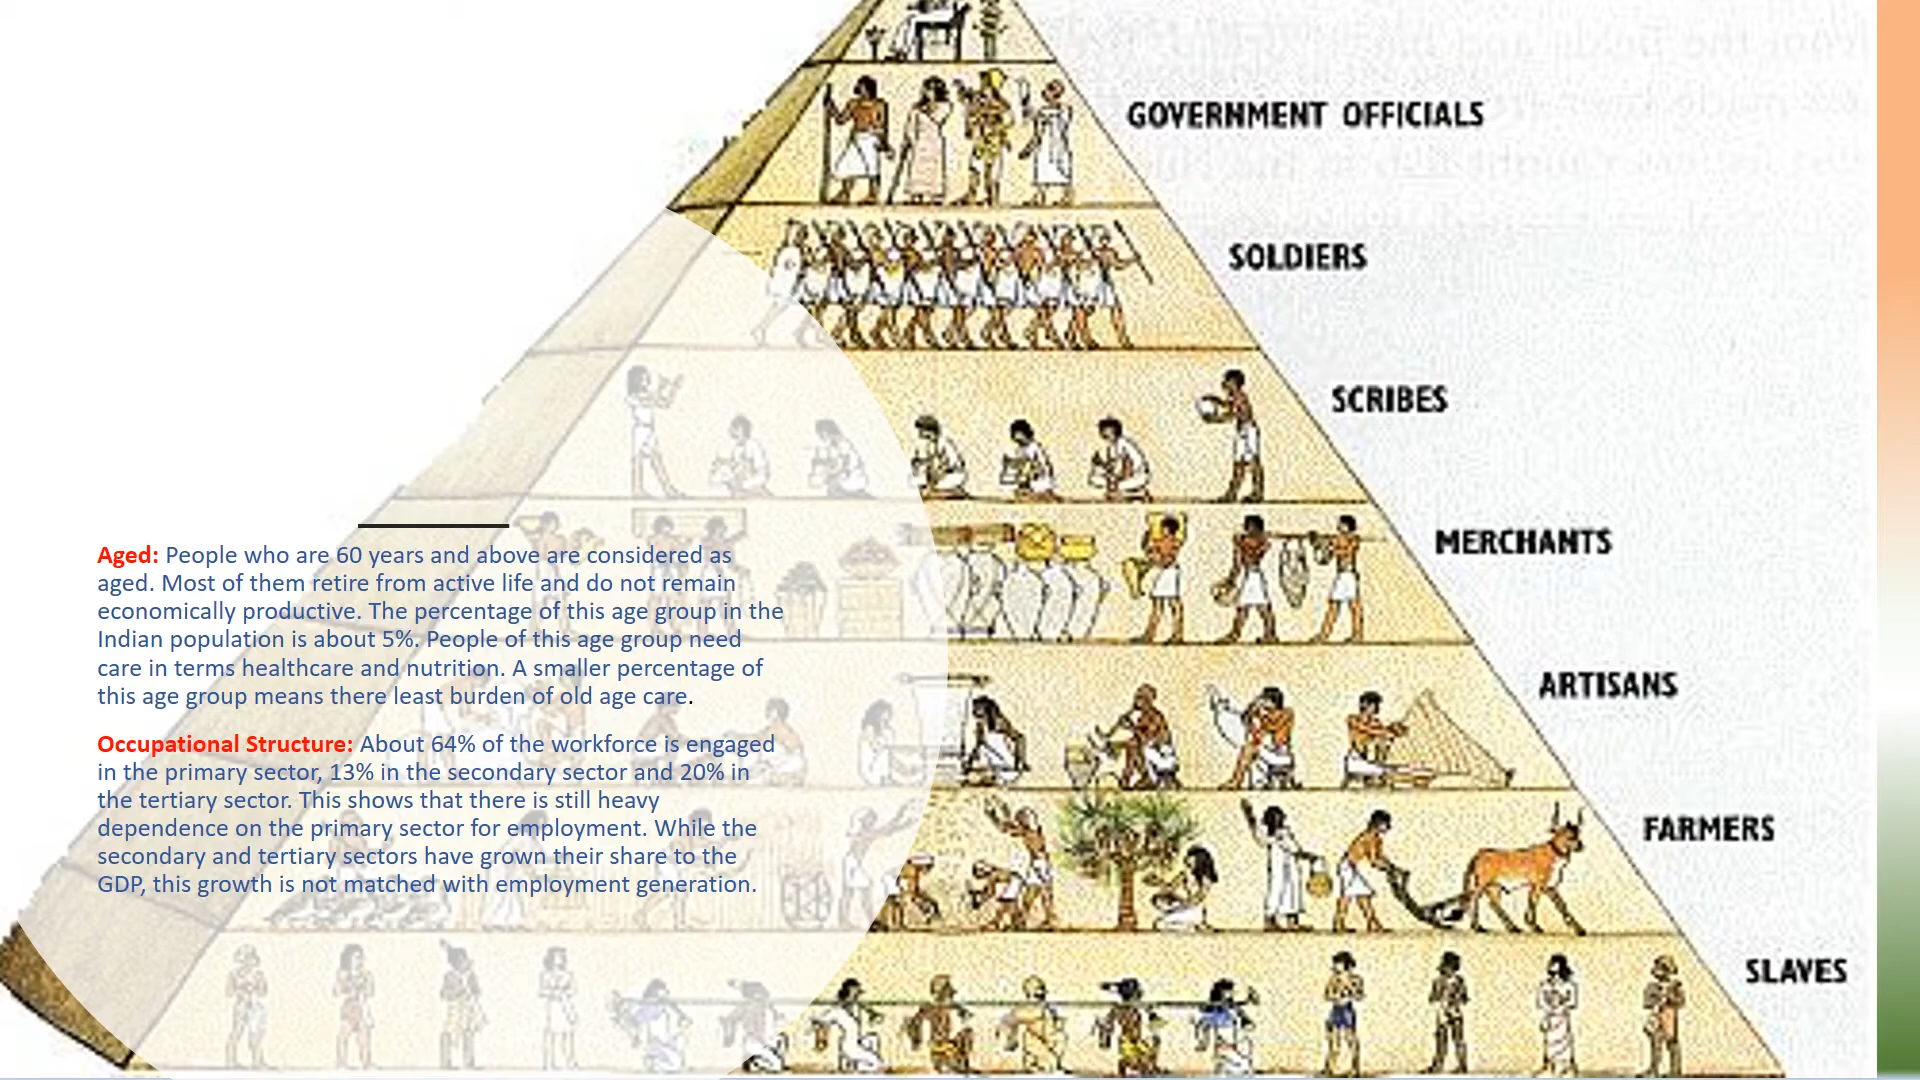 GOVERNMENT OFFICIALS
SOLDIERS
SCRIBES
MERCHANTS
ARTISANS
FARMERS
SLAVES
Aged: People who are 60 years and above are considered as
aged. Most of them retire from active life and do not remain
economically productive. The percentage of this age group in the
Indian population is about 5%. People of this age group need
care in terms healthcare and nutrition. A smaller percentage of
this age group means there least burden of old age care.
Occupational Structure: About 64% of the workforce is engaged
in the primary sector, 13% in the secondary sector and 20% in
the tertiary sector. This shows that there is still heavy
dependence on the primary sector for employment. While the
secondary and tertiary sectors have grown their share to the
GDP, this growth is not matched with employment generation.